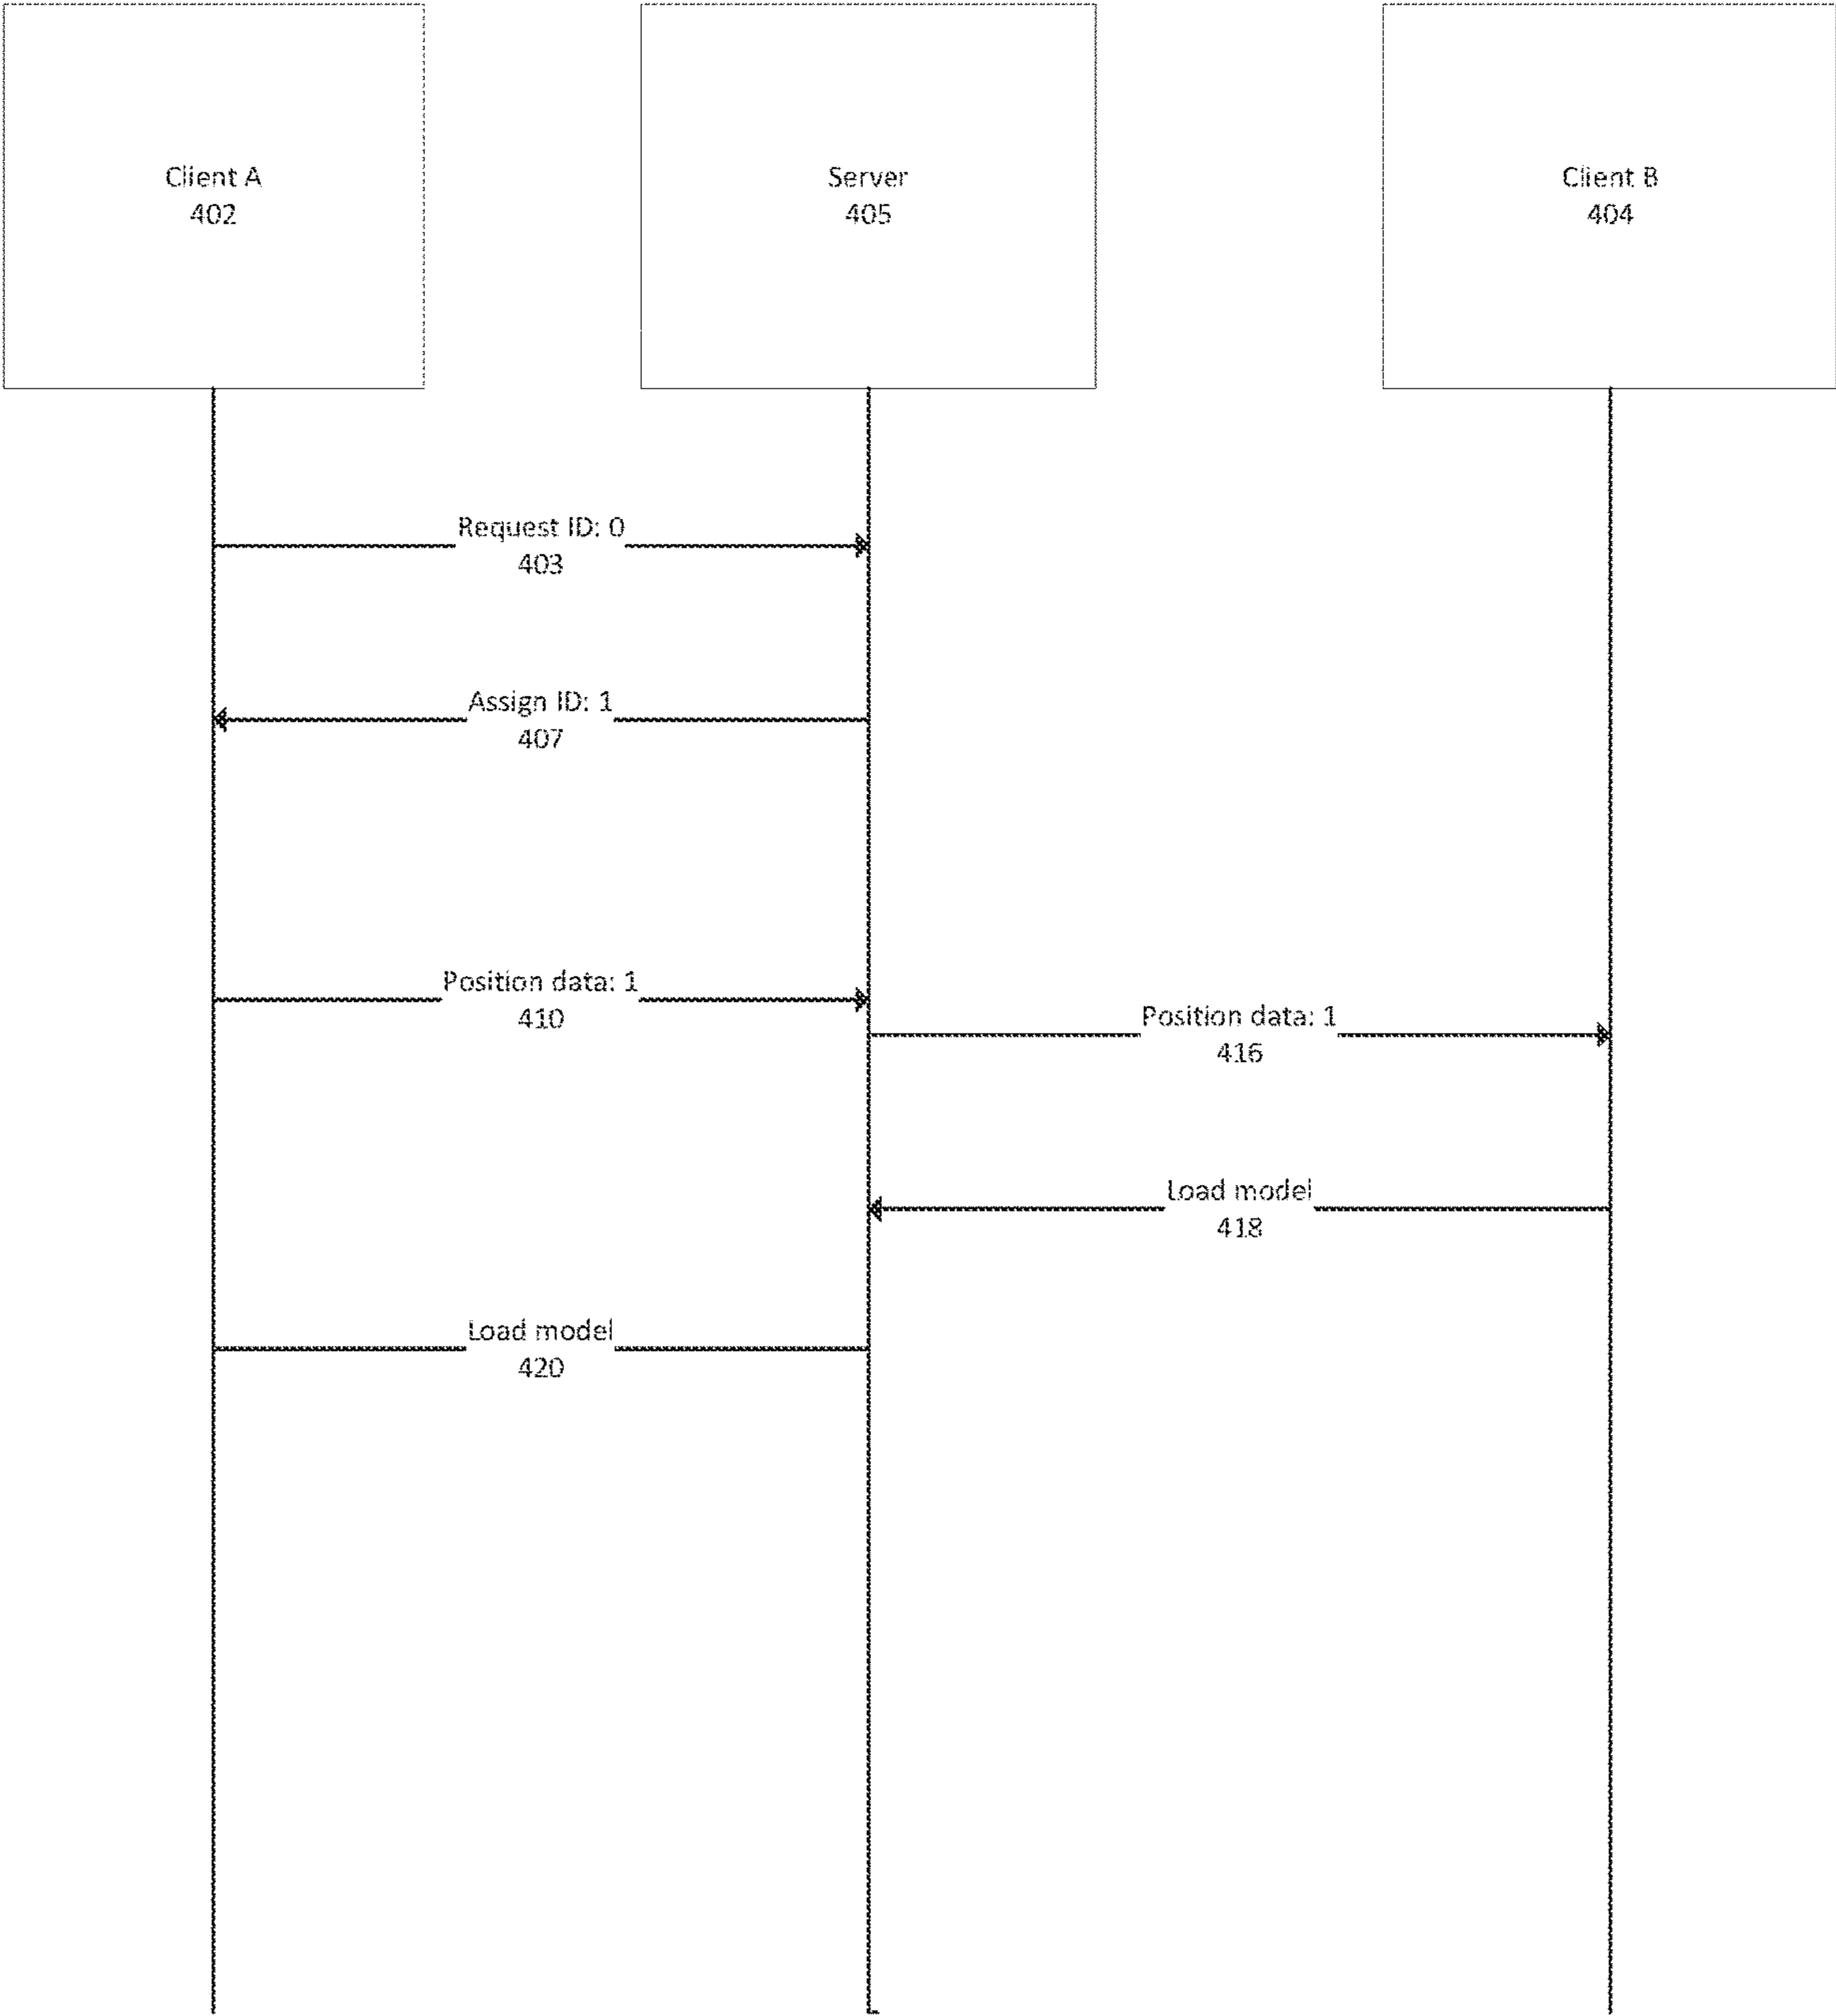 Client A
402
Server
405
Client B
404
Request ID: 0
403
Assign ID: 1
407
Position data: 1
410
Position data: 1
416
Load model
418
Load model
420